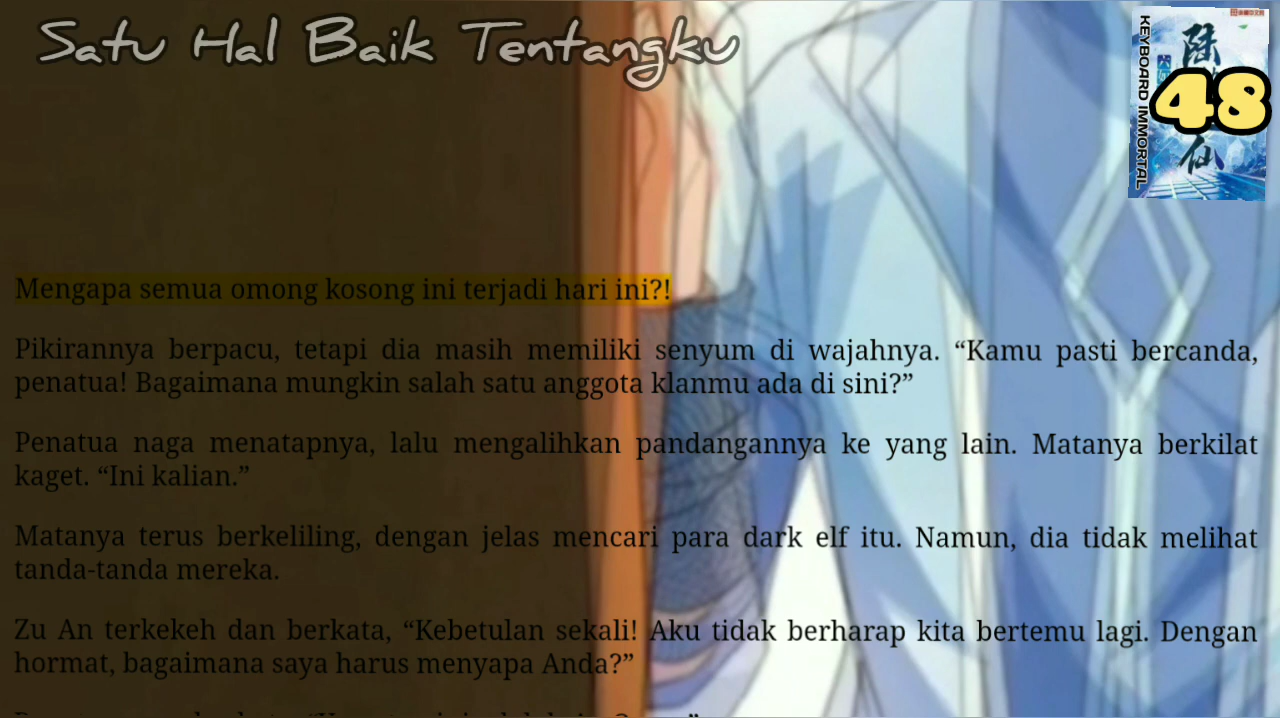 Satu Hal Baik Tentangku
KEYBOARD IMMORTAL
48
Mengapa semua omong kosong ini terjadi hari ini?!
Pikirannya berpacu, tetapi dia masih memiliki senyum di wajahnya. “Kamu pasti bercanda,
penatua! Bagaimana mungkin salah satu anggota klanmu ada di sini?”
Penatua naga menatapnya, lalu mengalihkan pandangannya ke yang lain. Matanya berkilat
kaget. “Ini kalian.”
Matanya terus berkeliling, dengan jelas mencari para dark elf itu. Namun, dia tidak melihat
tanda-tanda mereka.
Zu An terkekeh dan berkata, “Kebetulan sekali! Aku tidak berharap kita bertemu lagi. Dengan
hormat, bagaimana saya harus menyapa Anda?”